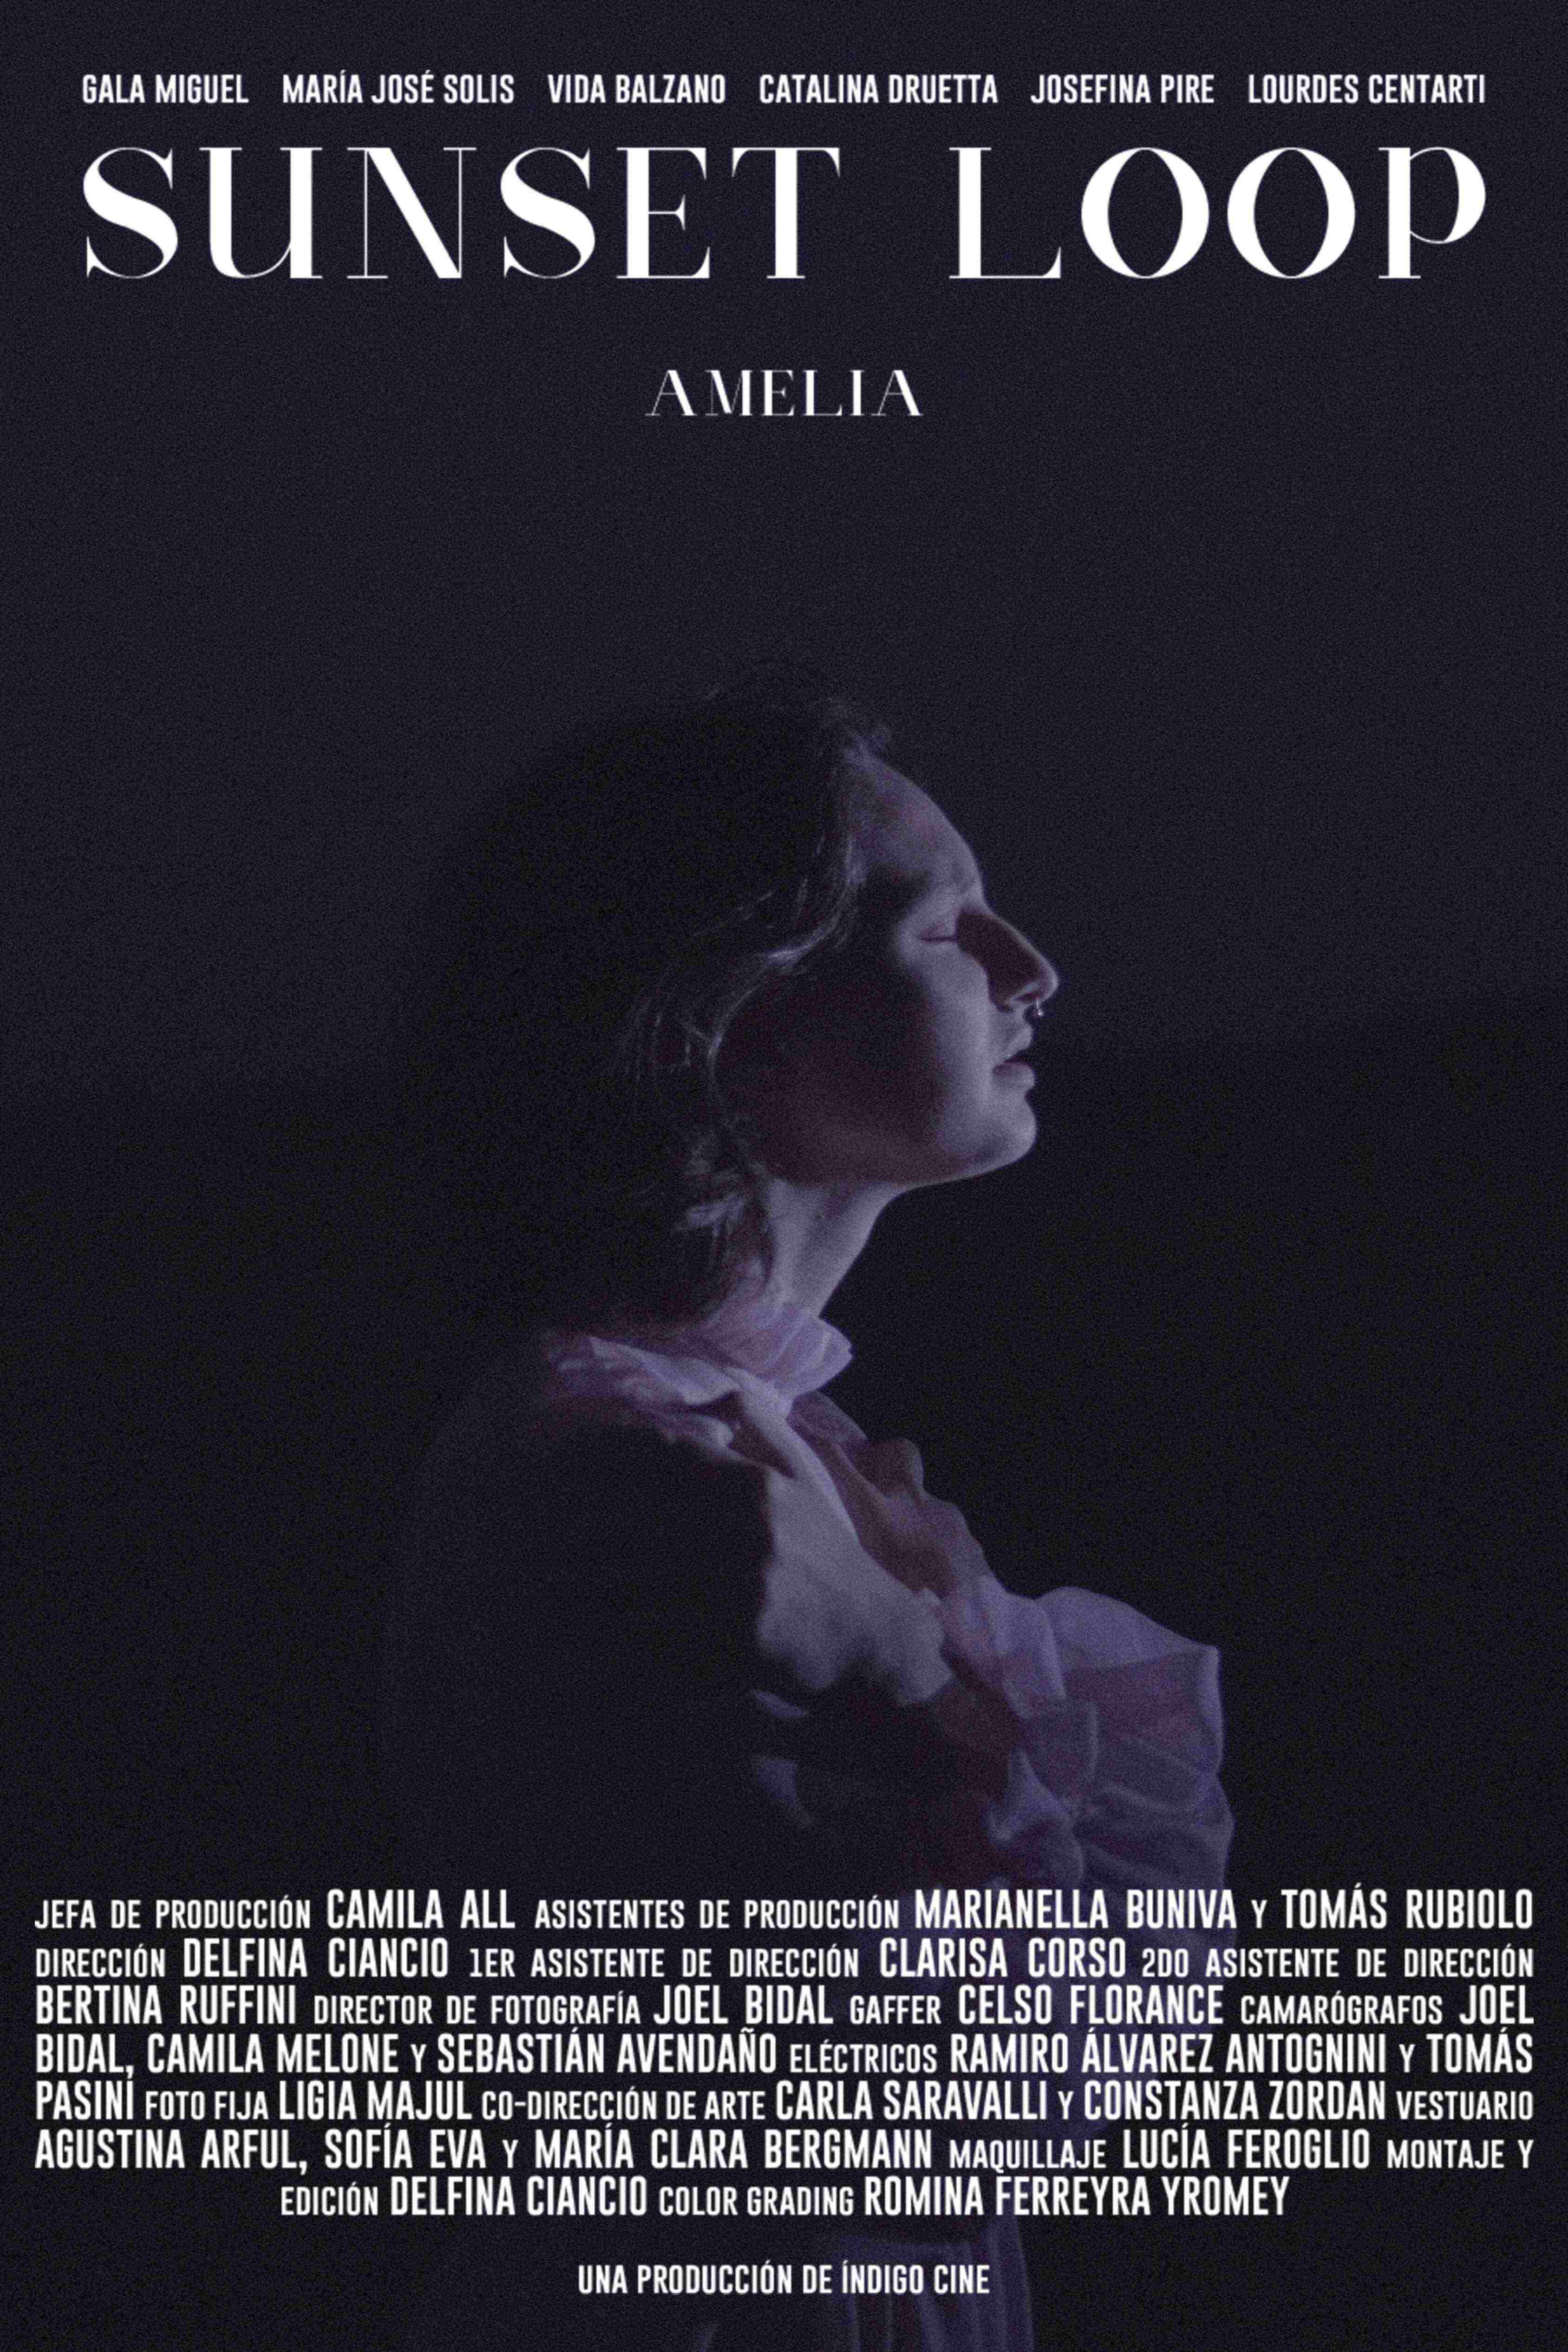 GALA MIGUEL MARÍA JOSÉ SOLIS VIDA BALZANO CATALINA DRUETTA JOSEFINA PIRE LOURDES CENTARTI
SUNSET LOOP
AMELIA
JEFA DE PRODUCCIÓN CAMILA ALL ASISTENTES DE PRODUCCIÓN MARIANELLA BUNIVA Y TOMÁS RUBIOLO
DIRECCIÓN DELFINA CIANCIO 1ER ASISTENTE DE DIRECCIÓN CLARISA CORSO 2DO ASISTENTE DE DIRECCIÓN
BERTINA RUFFINI DIRECTOR DE FOTOGRAFÍA JOEL BIDAL GAFFER CELSO FLORANCE CAMARÓGRAFOS JOEL
BIDAL, CAMILA MELONE Y SEBASTIÁN AVENDAÑO ELÉCTRICOS RAMIRO ÁLVAREZ ANTOGNINI Y TOMÁS
PASINI FOTO FIJA LIGIA MAJUL CO-DIRECCIÓN DE ARTE CARLA SARAVALLI Y CONSTANZA ZORDAN VESTUARIO
AGUSTINA ARFUL, SOFÍA EVA Y MARÍA CLARA BERGMANN MAQUILLAJE LUCÍA FEROGLIO MONTAJE Y
EDICIÓN DELFINA CIANCIO COLOR GRADING ROMINA FERREYRA YROMEY
UNA PRODUCCIÓN DE ÍNDIGO CINE